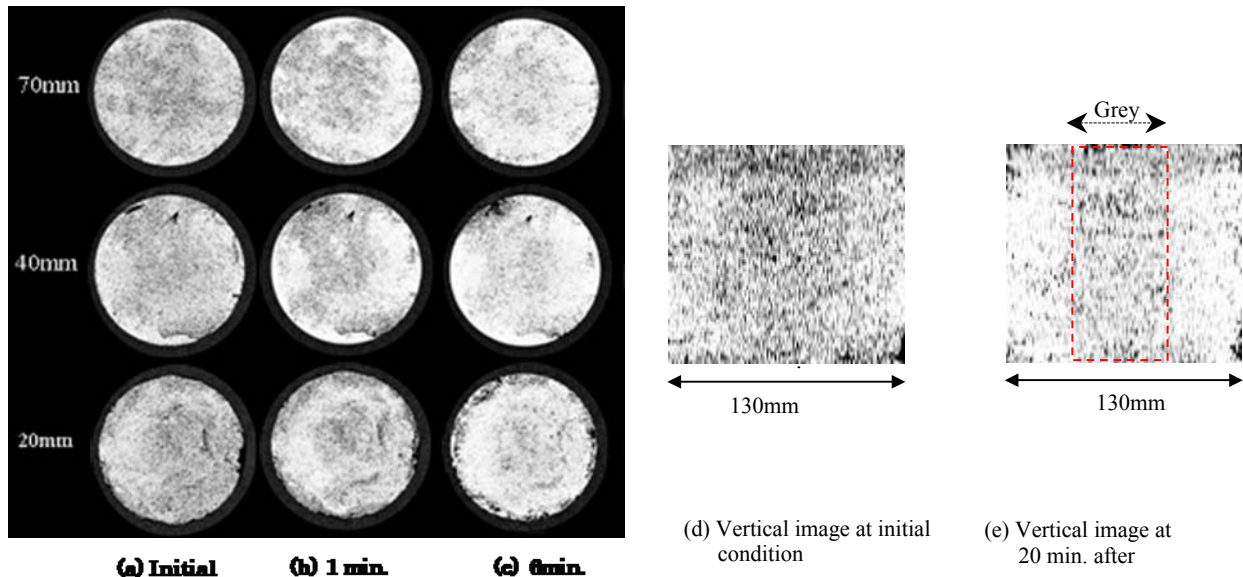 70mm
40mm
20mm
(a) Initial
(b) 1 min.
(c) 6min.
Grey
130mm
130mm
(d) Vertical image at initial
condition
(e) Vertical image at
20 min. after